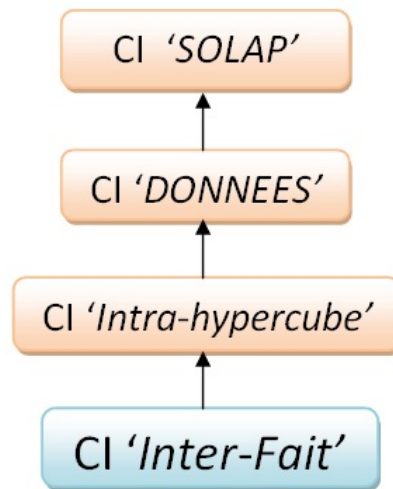 CI ‘SOLAP’
CI ‘DONNEES’
CI ‘Intra-hypercube’
CI ‘Inter-Fait’